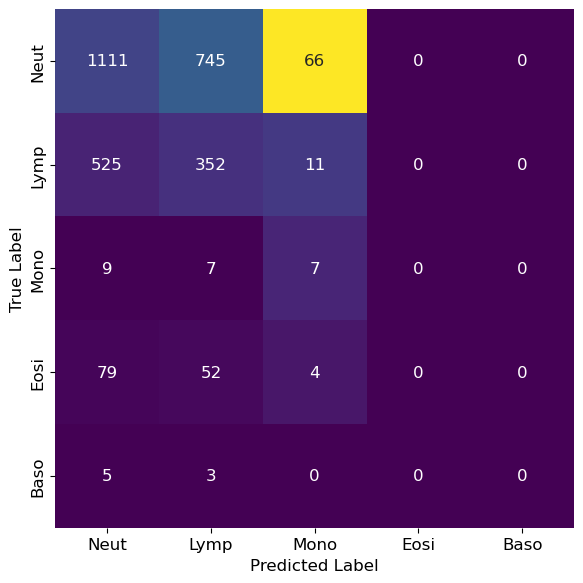 True Label
Neut 1111 745 66 0 0
Lymp 525 352 11 0 0
Mono 9 7 7 0 0
Eosi 79 52 4 0 0
Baso 5 3 0 0 0
Neut Lymp Mono Eosi Baso
Predicted Label